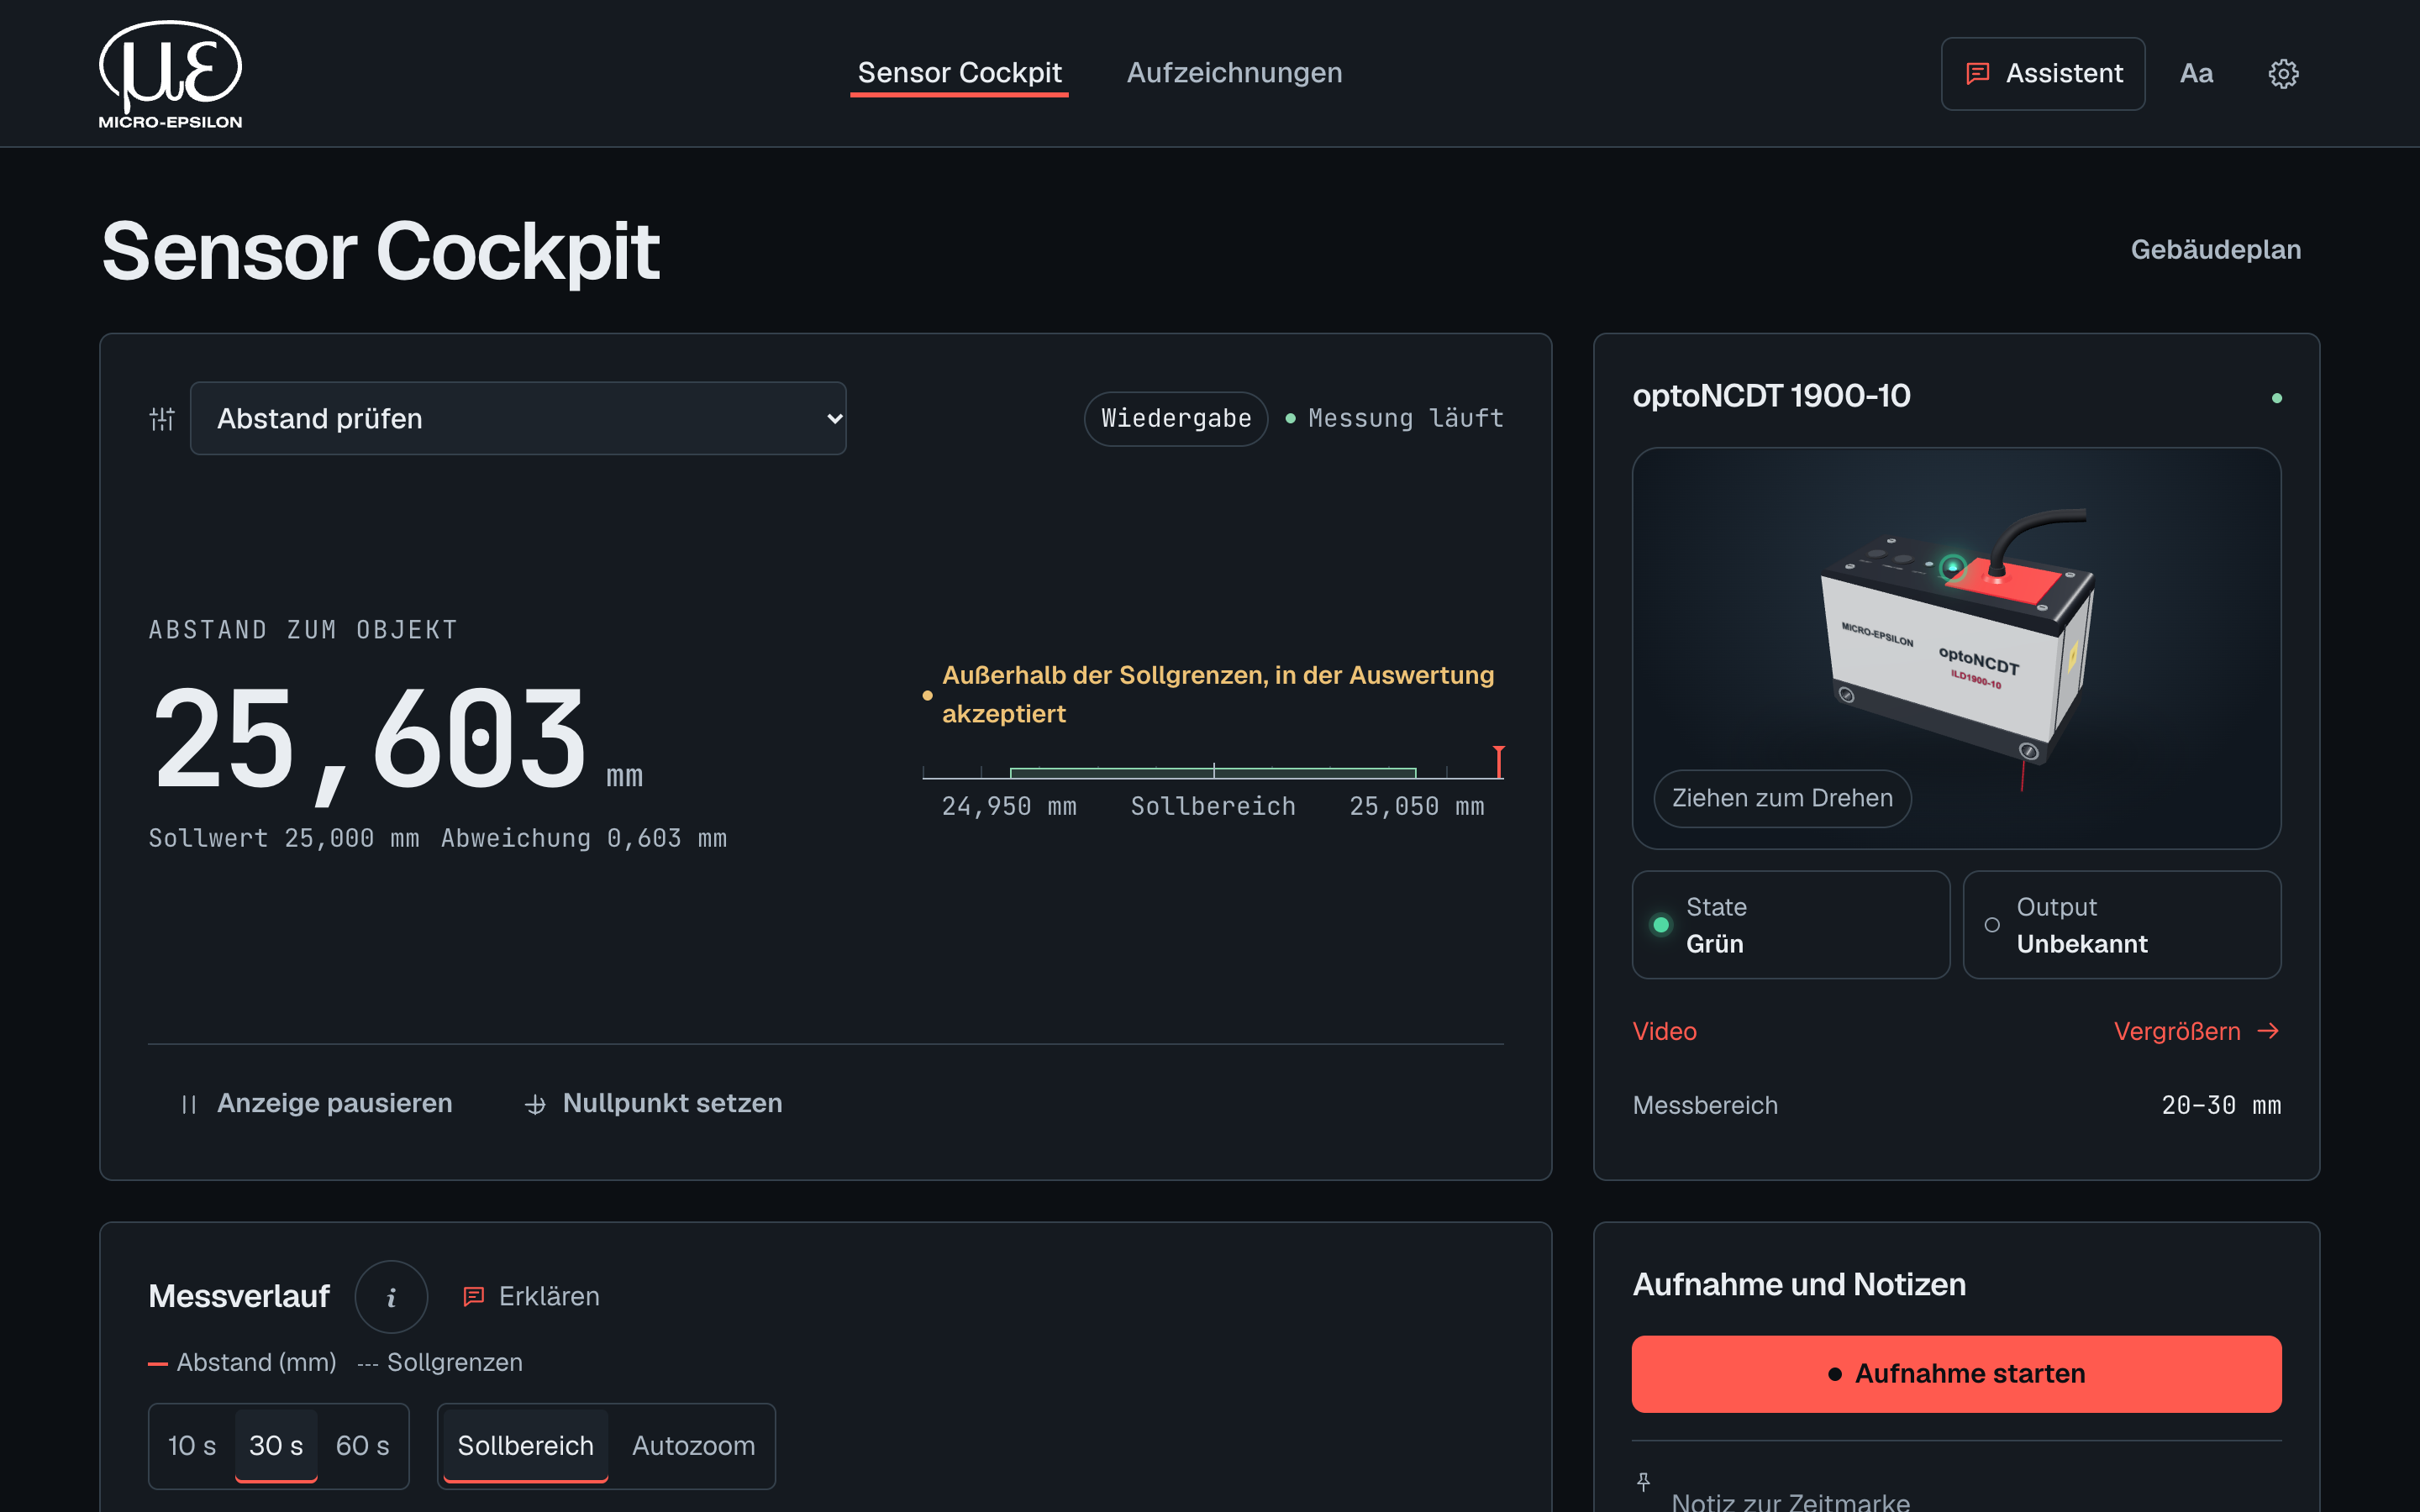 με
MICRO-EPSILON
Sensor Cockpit
Aufzeichnungen
Assistent
Aa
Sensor Cockpit
Gebäudeplan
Abstand prüfen
Wiedergabe
Messung läuft
ABSTAND ZUM OBJEKT
25,603 mm
Sollwert 25,000 mm Abweichung 0,603 mm
Außerhalb der Sollgrenzen, in der Auswertung
akzeptiert
24,950 mm Sollbereich 25,050 mm
Anzeige pausieren
Nullpunkt setzen
optoNCDT 1900-10
MICRO-EPSILON
optoNCDT
ILD1900-10
Ziehen zum Drehen
State
Grün
Output
Unbekannt
Video
Vergrößern →
Messbereich
20–30 mm
Messverlauf
i
Erklären
Abstand (mm) --- Sollgrenzen
10 s 30 s 60 s
Sollbereich Autozoom
Aufnahme und Notizen
Aufnahme starten
Notiz zur Zeitmarke